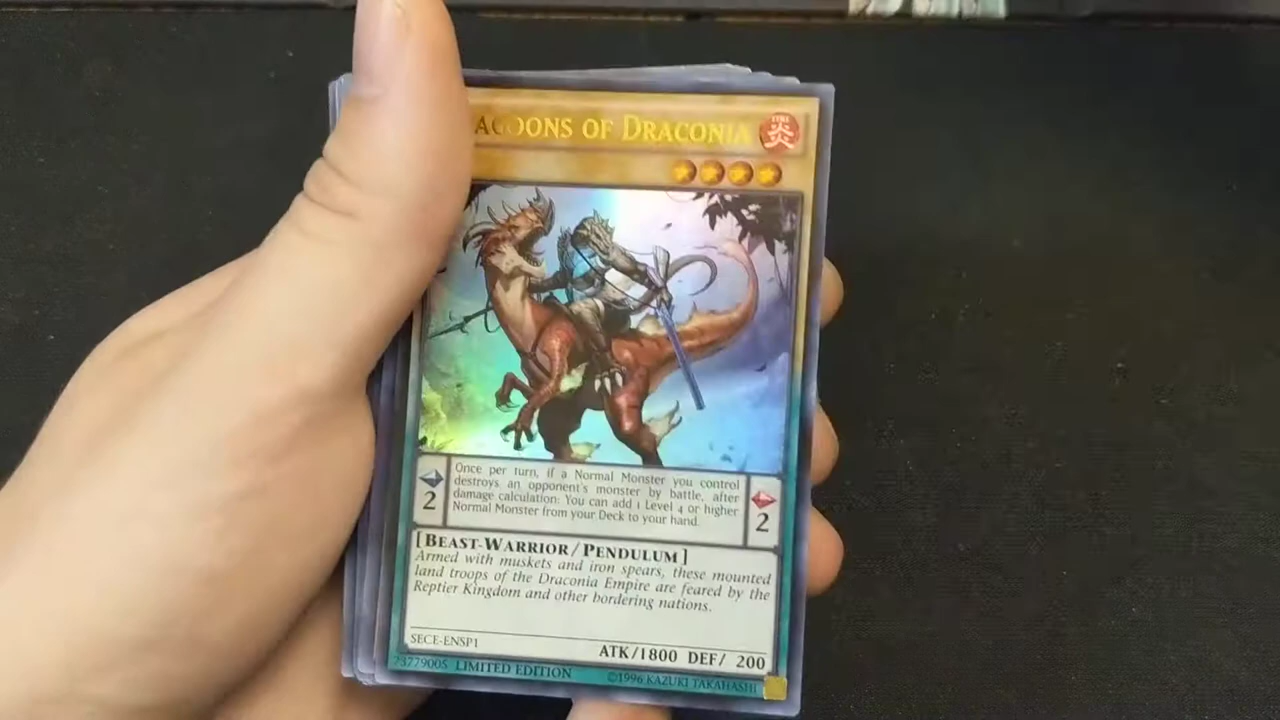 AGOONS OF DRACONIA
炎
2
Once per turn, if a Normal Monster you control
destroys an opponent's monster by battle, after
damage calculation: You can add 1 Level 4 or higher
Normal Monster from your Deck to your hand.
2
[BEAST-WARRIOR/PENDULUM]
Armed with muskets and iron spears, these mounted
land troops of the Draconia Empire are feared by the
Reptier Kingdom and other bordering nations.
SECE-ENSP1
ATK/1800 DEF/ 200
73779005 LIMITED EDITION
©1996 KAZUKI TAKAHASHI